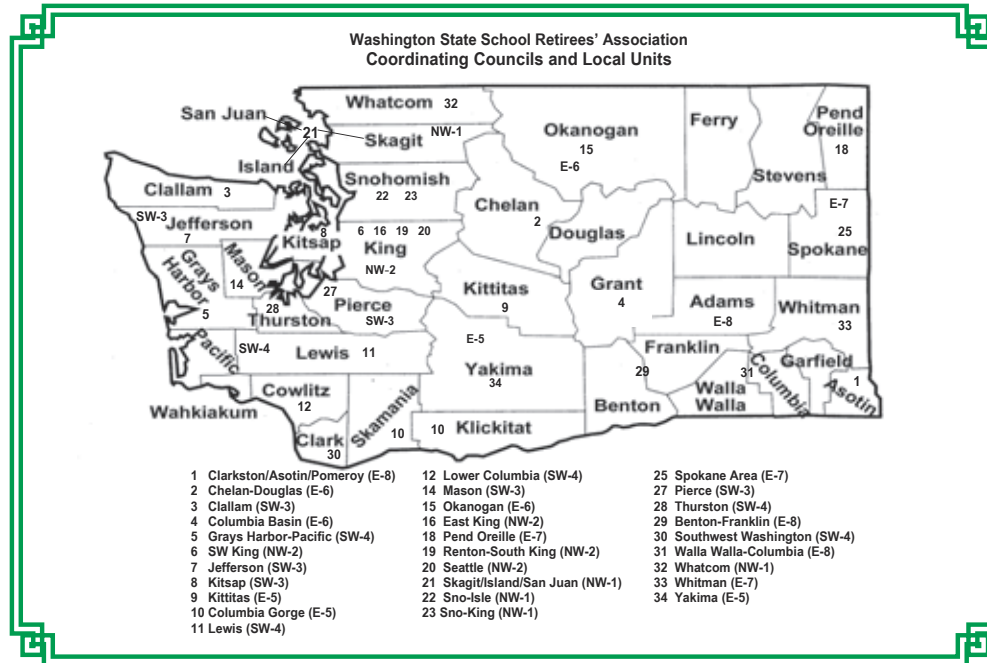 Washington State School Retirees' Association
Coordinating Councils and Local Units
Whatcom 32
San Juan
21
Skagit
NW-1
Island
Okanogan
15
E-6
Ferry
Pend
Oreille
18
Stevens
Clallam 3
Snohomish
22 23
Chelan
2
Douglas
E-7
25
Spokane
Lincoln
SW-3
Jefferson
7
8
Kitsap
6 16 19 20
King
NW-2
Mason
14
Grays
Harbor
5
27
Pierce
SW-3
28
Thurston
Kittitas
9
Grant
4
Adams
E-8
Whitman
33
Pacific
SW-4
Lewis 11
E-5
Yakima
34
Franklin
29
Benton
31
Walla
Walla
Columbia
Garfield
1
Asotin
Wahkiakum
Cowlitz
12
Skamania
10
10 Klickitat
Clark
30
1 Clarkston/Asotin/Pomeroy (E-8)
2 Chelan-Douglas (E-6)
3 Clallam (SW-3)
4 Columbia Basin (E-6)
5 Grays Harbor-Pacific (SW-4)
6 SW King (NW-2)
7 Jefferson (SW-3)
8 Kitsap (SW-3)
9 Kittitas (E-5)
10 Columbia Gorge (E-5)
11 Lewis (SW-4)
12 Lower Columbia (SW-4)
14 Mason (SW-3)
15 Okanogan (E-6)
16 East King (NW-2)
18 Pend Oreille (E-7)
19 Renton-South King (NW-2)
20 Seattle (NW-2)
21 Skagit/Island/San Juan (NW-1)
22 Sno-Isle (NW-1)
23 Sno-King (NW-1)
25 Spokane Area (E-7)
27 Pierce (SW-3)
28 Thurston (SW-4)
29 Benton-Franklin (E-8)
30 Southwest Washington (SW-4)
31 Walla Walla-Columbia (E-8)
32 Whatcom (NW-1)
33 Whitman (E-7)
34 Yakima (E-5)